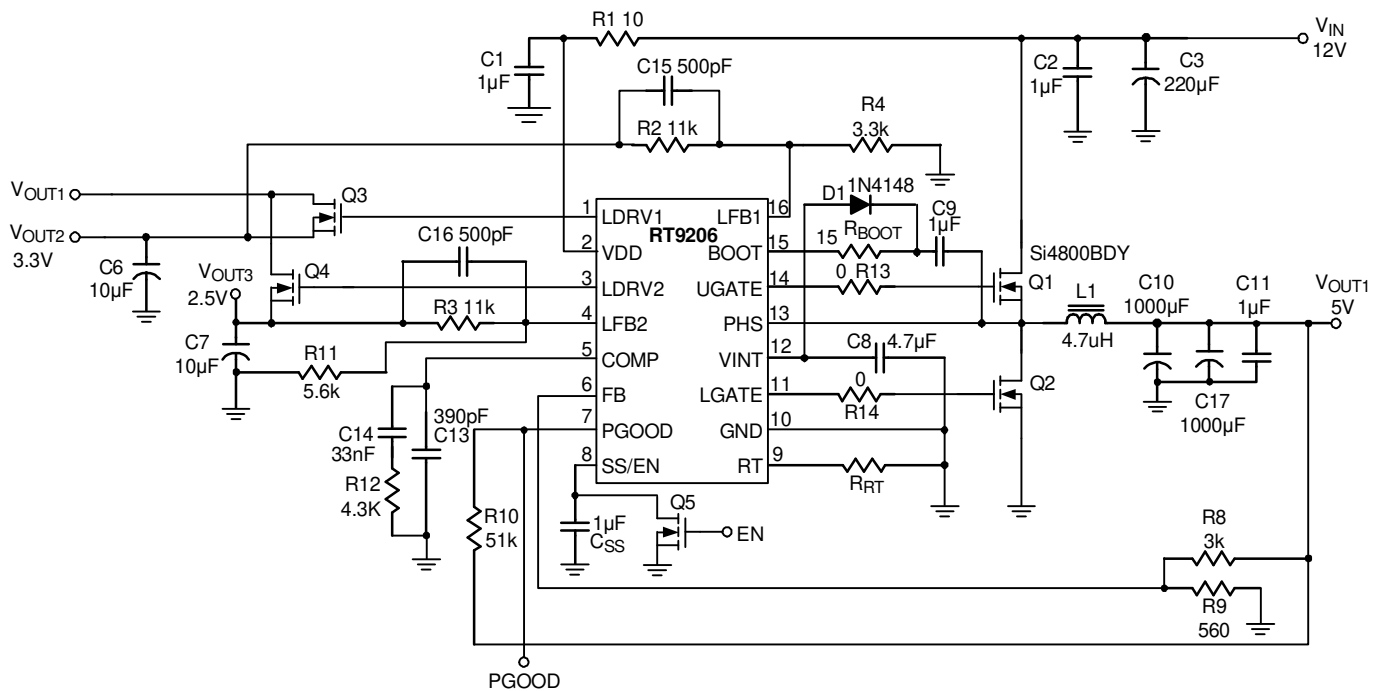 R1 10
V_IN
12V
C1
1µF
C15 500pF
C2
1µF
C3
220µF
R2 11k
R4
3.3k
V_OUT1
Q3
V_OUT2
3.3V
C6
10µF
C16 500pF
V_OUT3
2.5V
Q4
R3 11k
C7
10µF
R11
5.6k
1 LDRV1
2 VDD
3 LDRV2
4 LFB2
5 COMP
6 FB
7 PGOOD
8 SS/EN
RT9206
LFB1 16
BOOT 15
UGATE 14
PHS 13
VINT 12
LGATE 11
GND 10
RT 9
D1 1N4148
C9
1µF
15 R_BOOT
0 R13
Si4800BDY
Q1
L1
4.7uH
C10
1000µF
C11
1µF
V_OUT1
5V
C8 4.7µF
0
R14
Q2
C17
1000µF
R_RT
390pF
C13
C14
33nF
R12
4.3K
R10
51k
1µF
C_SS
Q5
EN
R8
3k
R9
560
PGOOD